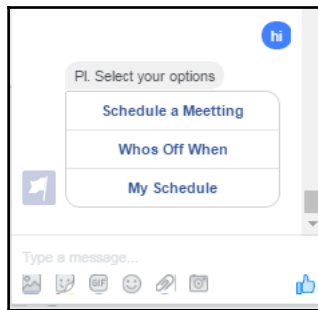 hi
Pl. Select your options
Schedule a Meetting
Whos Off When
My Schedule
Type a message...
GIF